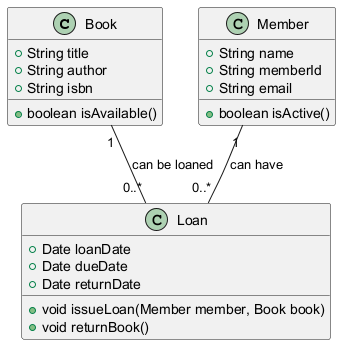 C Book
String title
String author
String isbn
boolean isAvailable()
C Member
String name
String memberId
String email
boolean isActive()
1
1
can be loaned
can have
0..*
0..*
C Loan
Date loanDate
Date dueDate
Date returnDate
void issueLoan(Member member, Book book)
void returnBook()